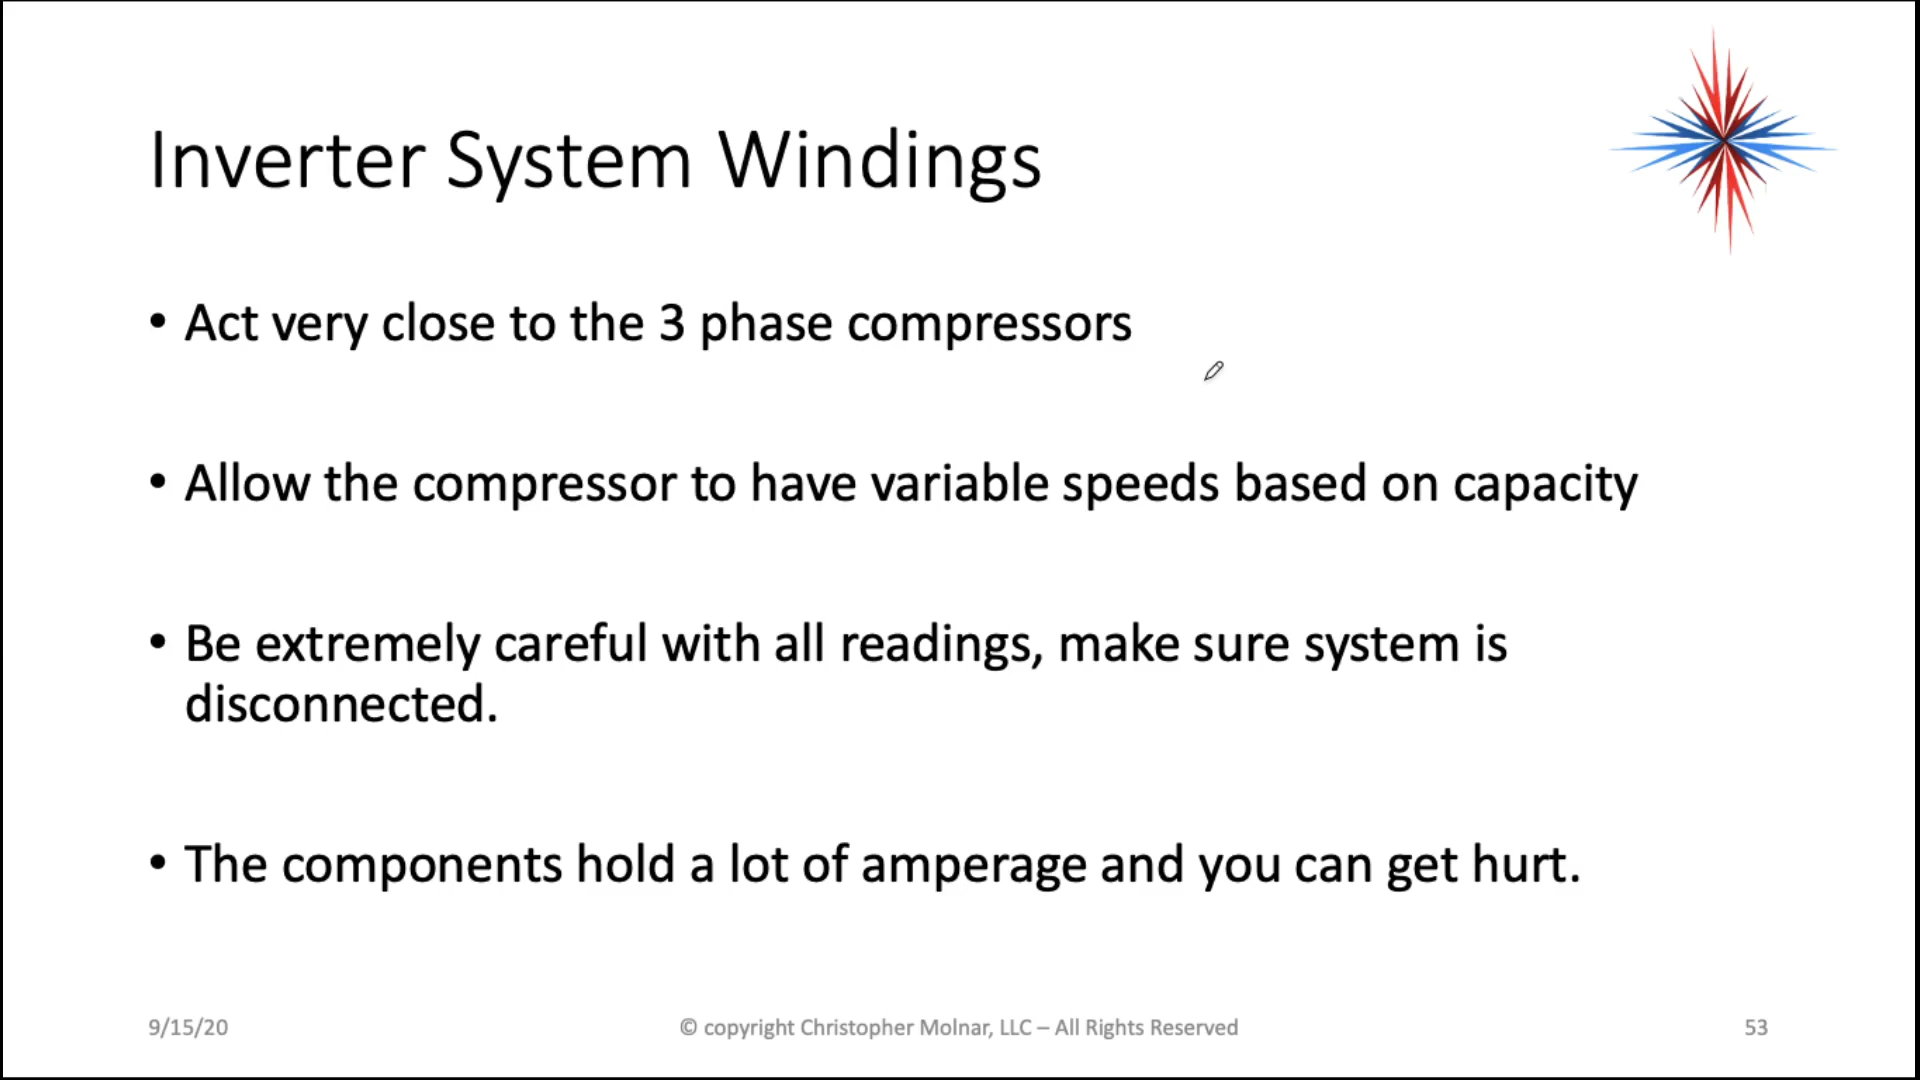 Inverter System Windings
• Act very close to the 3 phase compressors
• Allow the compressor to have variable speeds based on capacity
• Be extremely careful with all readings, make sure system is
disconnected.
• The components hold a lot of amperage and you can get hurt.
9/15/20
© copyright Christopher Molnar, LLC – All Rights Reserved
53